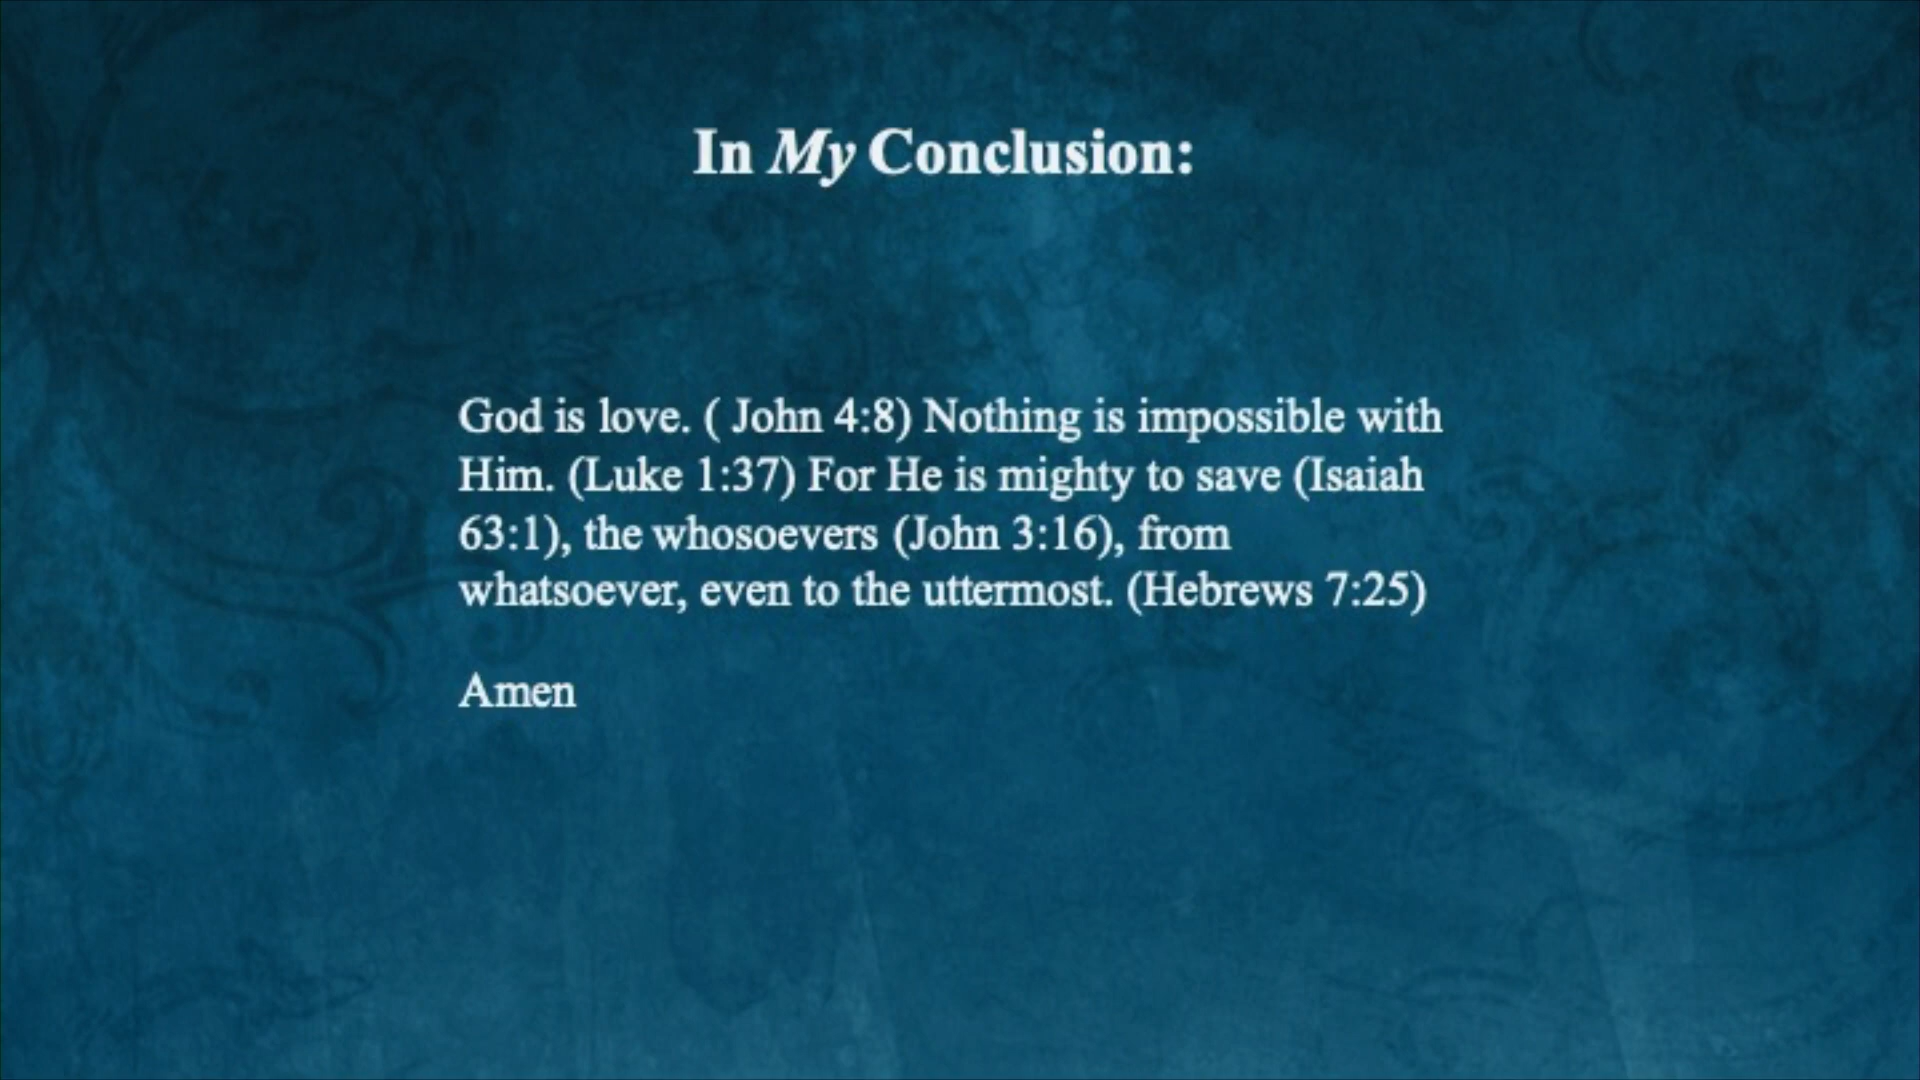 In My Conclusion:
God is love. ( John 4:8) Nothing is impossible with
Him. (Luke 1:37) For He is mighty to save (Isaiah
63:1), the whosoevers (John 3:16), from
whatsoever, even to the uttermost. (Hebrews 7:25)
Amen